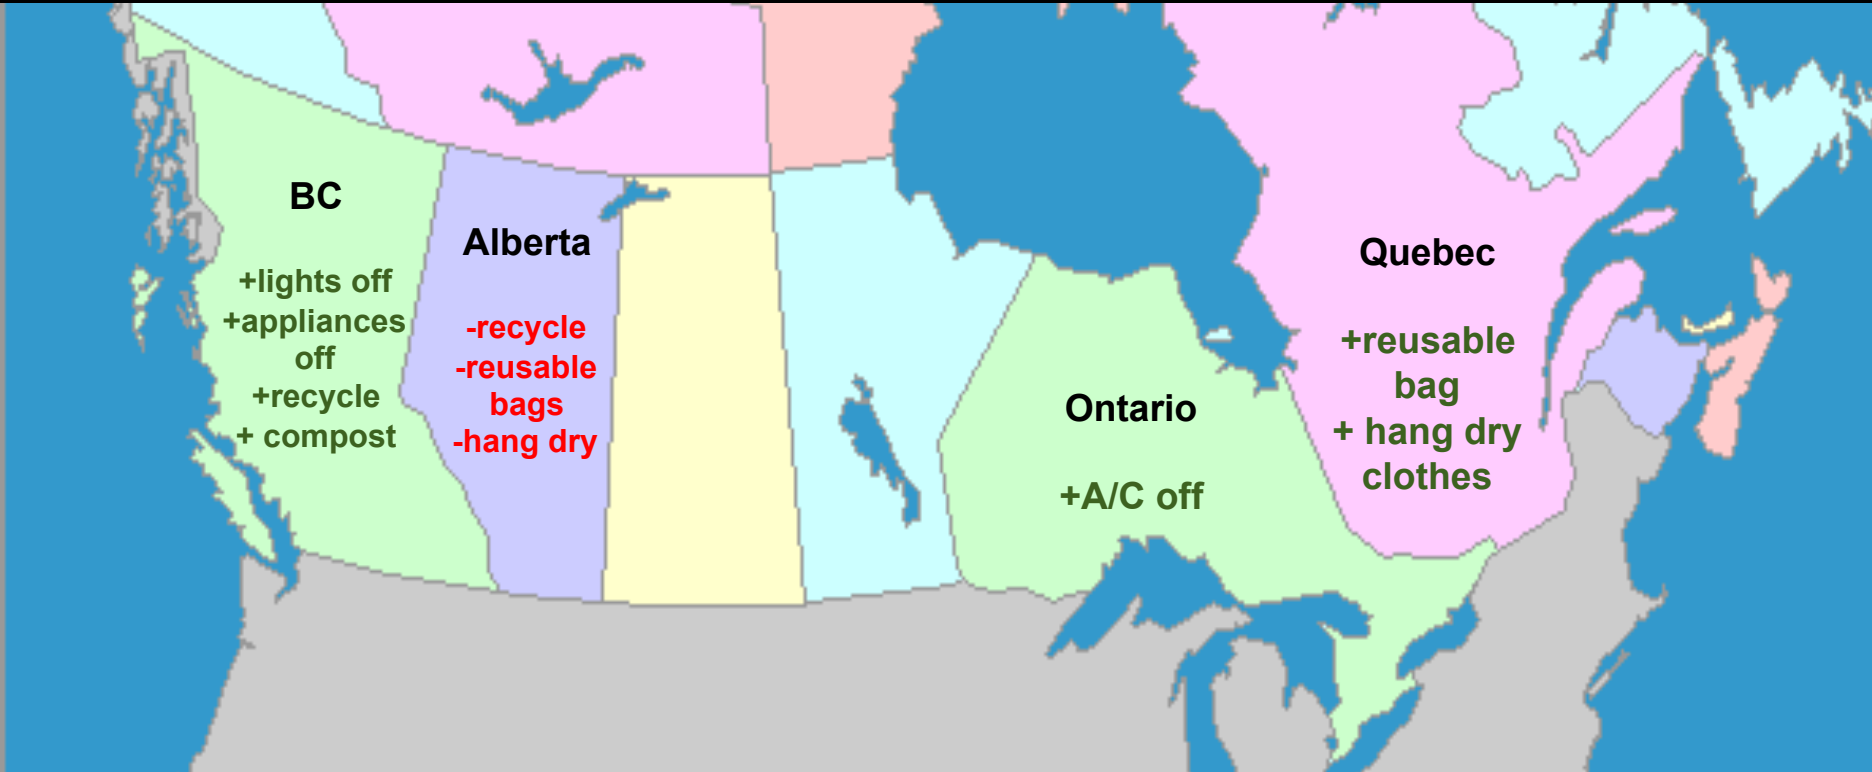 BC
+lights off
+appliances
off
+recycle
+ compost
Alberta
-recycle
-reusable
bags
-hang dry
Ontario
+A/C off
Quebec
+reusable
bag
+ hang dry
clothes